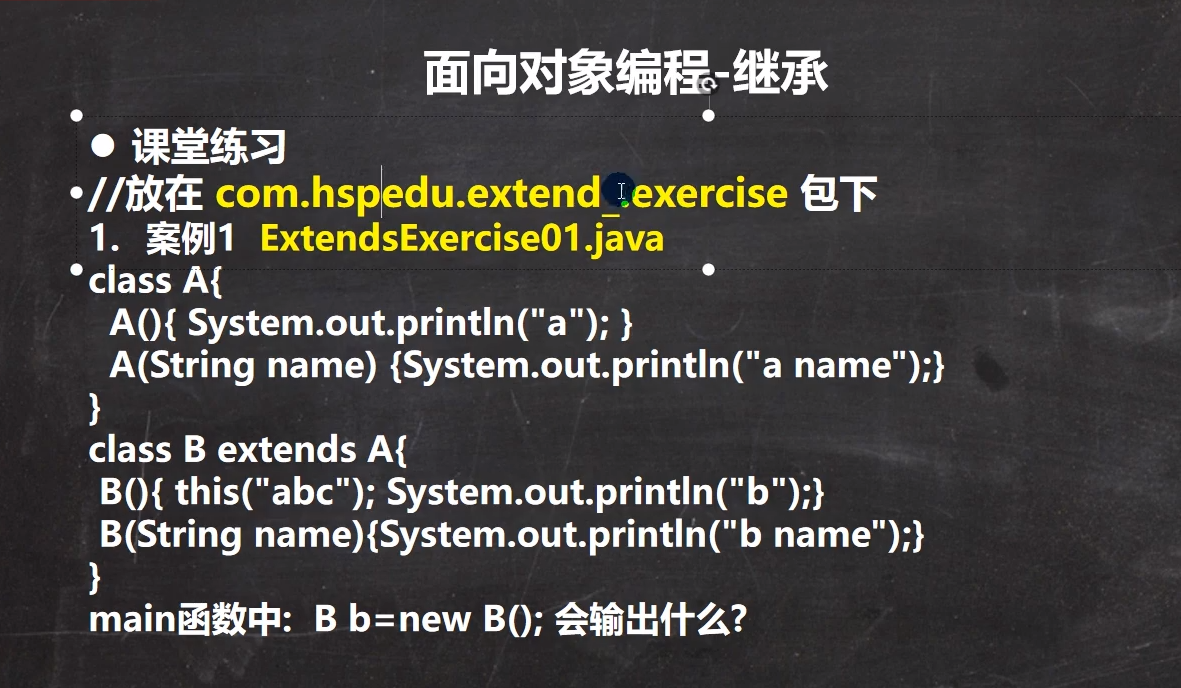 面向对象编程-继承
● 课堂练习
//放在 com.hspedu.extend_.exercise 包下
1. 案例1 ExtendsExercise01.java
class A{
A(){ System.out.println("a"); }
A(String name) {System.out.println("a name");}
}
class B extends A{
B(){ this("abc"); System.out.println("b");}
B(String name){System.out.println("b name");}
}
main函数中: B b=new B(); 会输出什么?